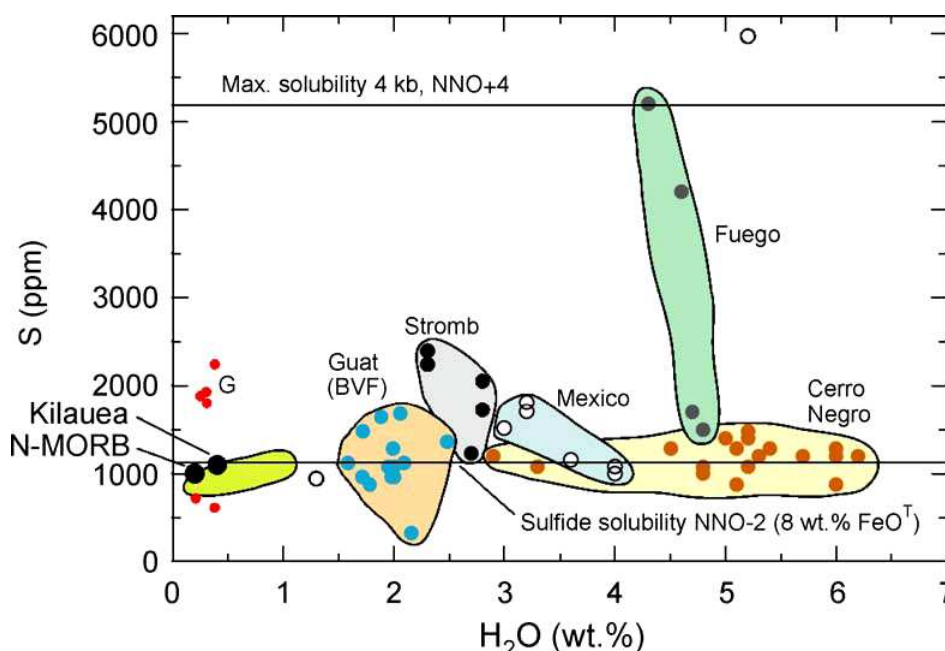 6000
Max. solubility 4 kb, NNO+4
5000
4000
Fuego
3000
S (ppm)
Stromb
2000
G
Guat
(BVF)
Mexico
Cerro
Negro
Kilauea
N-MORB
1000
Sulfide solubility NNO-2 (8 wt.% FeOᵀ)
0
0 1 2 3 4 5 6 7
H₂O (wt.%)